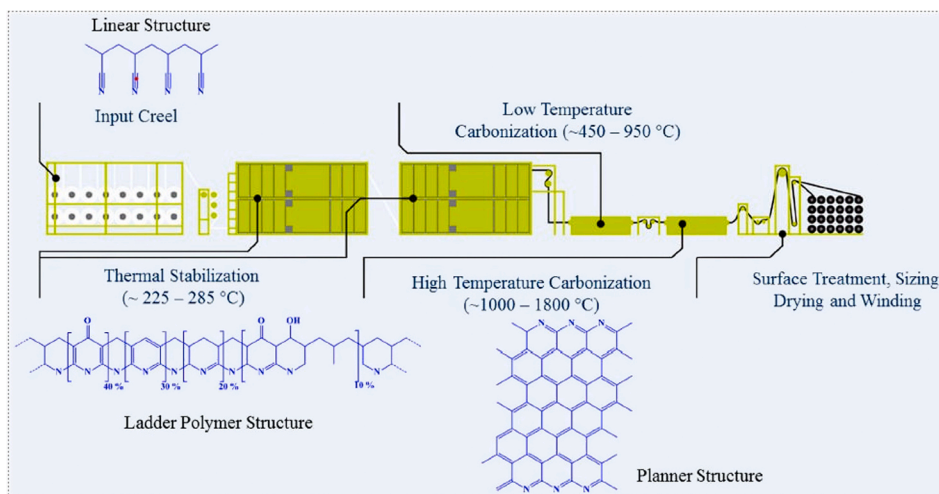 Linear Structure
N N N N
Input Creel
Low Temperature
Carbonization (~450 – 950 °C)
Thermal Stabilization
(~ 225 – 285 °C)
High Temperature Carbonization
(~1000 – 1800 °C)
Surface Treatment, Sizing
Drying and Winding
O O OH
N N N N N N N N N
40 % 30 % 20 % 10 %
Ladder Polymer Structure
N N N
N N N
Planner Structure